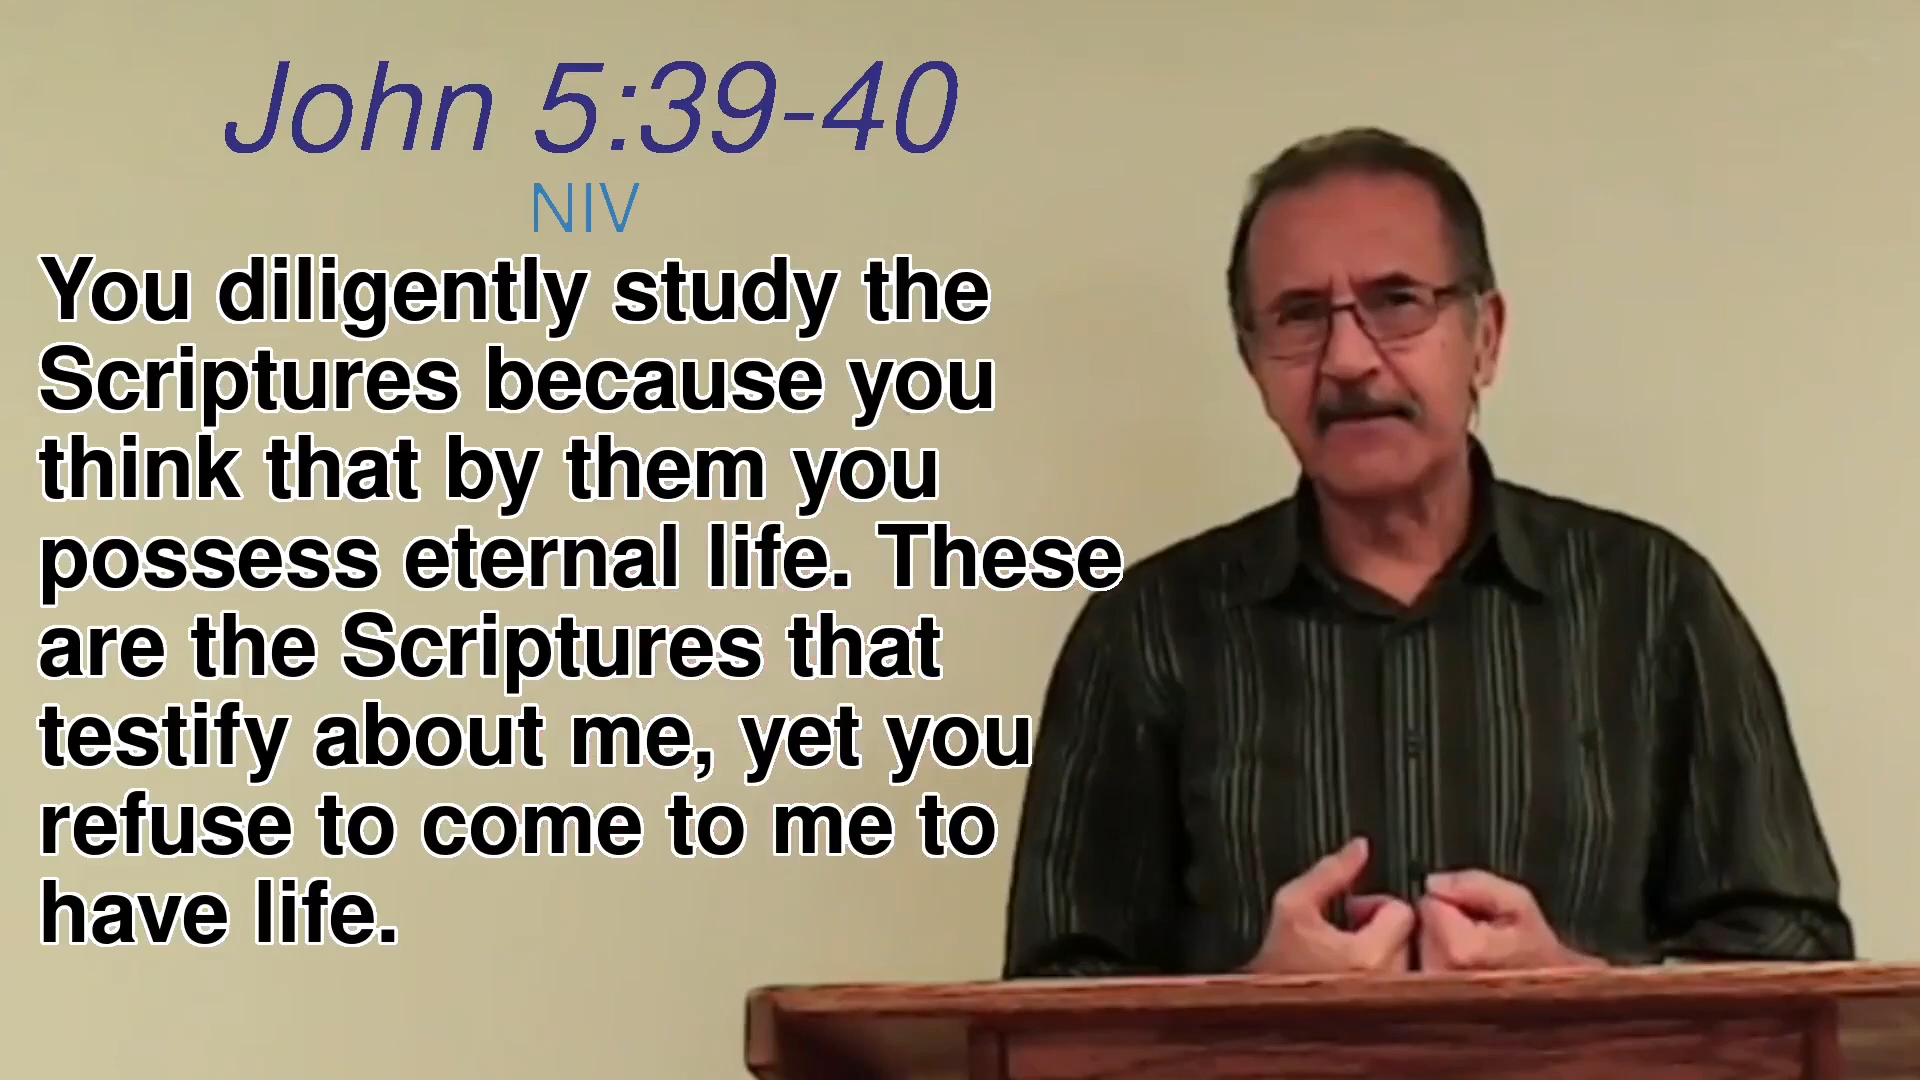 John 5:39-40
NIV
You diligently study the
Scriptures because you
think that by them you
possess eternal life. These
are the Scriptures that
testify about me, yet you
refuse to come to me to
have life.